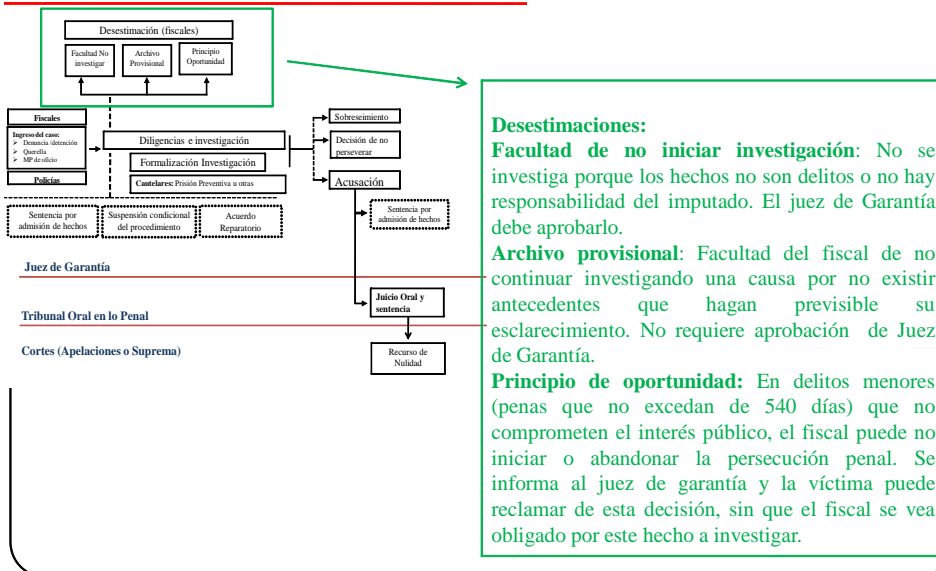 Desestimación (fiscales)
Facultad No
investigar
Archivo
Provisional
Principio
Oportunidad
Fiscales
Ingreso del caso:
➢ Denuncia /detención
➢ Querella
➢ MP de oficio
Policías
Diligencias e investigación
Formalización Investigación
Cautelares: Prisión Preventiva u otras
Sobreseimiento
Decisión de no
perseverar
Acusación
Sentencia por
admisión de hechos
Suspensión condicional
del procedimiento
Acuerdo
Reparatorio
Sentencia por
admisión de hechos
Juez de Garantía
Juicio Oral y
sentencia
Tribunal Oral en lo Penal
Cortes (Apelaciones o Suprema)
Recurso de
Nulidad
Desestimaciones:
Facultad de no iniciar investigación: No se
investiga porque los hechos no son delitos o no hay
responsabilidad del imputado. El juez de Garantía
debe aprobarlo.
Archivo provisional: Facultad del fiscal de no
continuar investigando una causa por no existir
antecedentes que hagan previsible su
esclarecimiento. No requiere aprobación de Juez
de Garantía.
Principio de oportunidad: En delitos menores
(penas que no excedan de 540 días) que no
comprometen el interés público, el fiscal puede no
iniciar o abandonar la persecución penal. Se
informa al juez de garantía y la víctima puede
reclamar de esta decisión, sin que el fiscal se vea
obligado por este hecho a investigar.